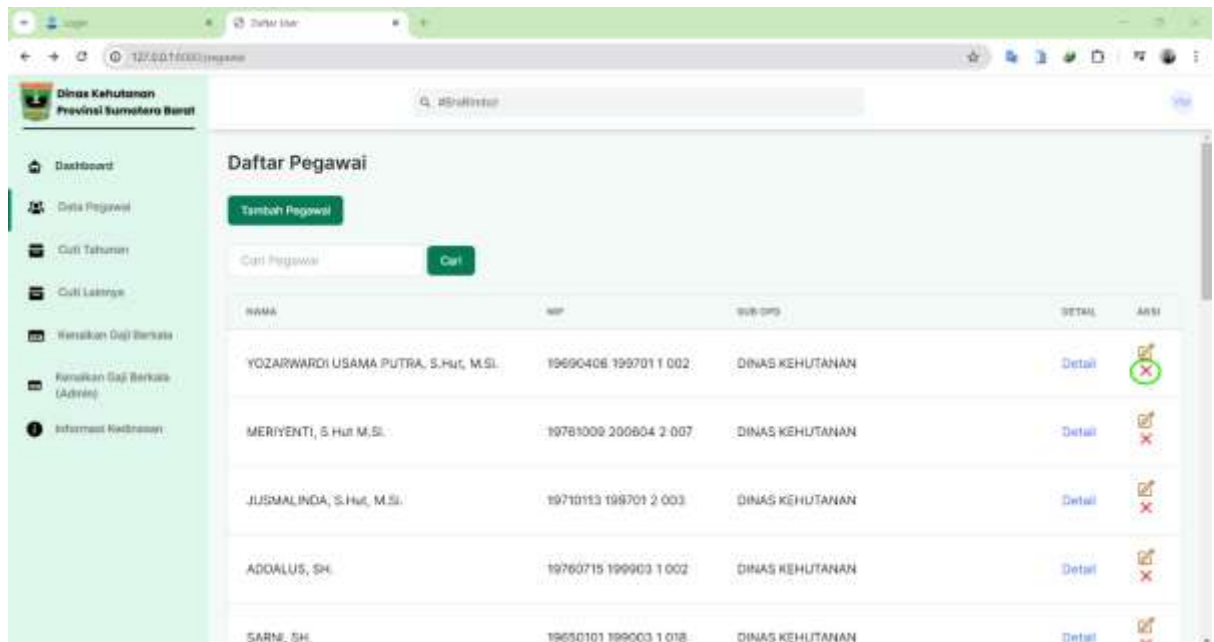 Login
Daftar User
Dinas Kehutanan
Provinsi Sumatera Barat
Dashboard
Data Pegawai
Cuti Tahunan
Cuti Lainnya
Kenaikan Gaji Berkala
Kenaikan Gaji Berkala
(Admin)
Informasi Kedinasan
Daftar Pegawai
Tambah Pegawai
Cari Pegawai
Cari
NAMA NIP SUB OPD DETAIL AKSI
YOZARWARDI USAMA PUTRA, S.Hut, M.Si. 19690406 199701 1 002 DINAS KEHUTANAN Detail
MERIYENTI, S.Hut M.Si. 19761009 200604 2 007 DINAS KEHUTANAN Detail
JUSMALINDA, S.Hut, M.Si. 19710113 199701 2 003 DINAS KEHUTANAN Detail
ADDALUS, SH. 19760715 199903 1 002 DINAS KEHUTANAN Detail
SARNI, SH. 19650101 199003 1 018 DINAS KEHUTANAN Detail